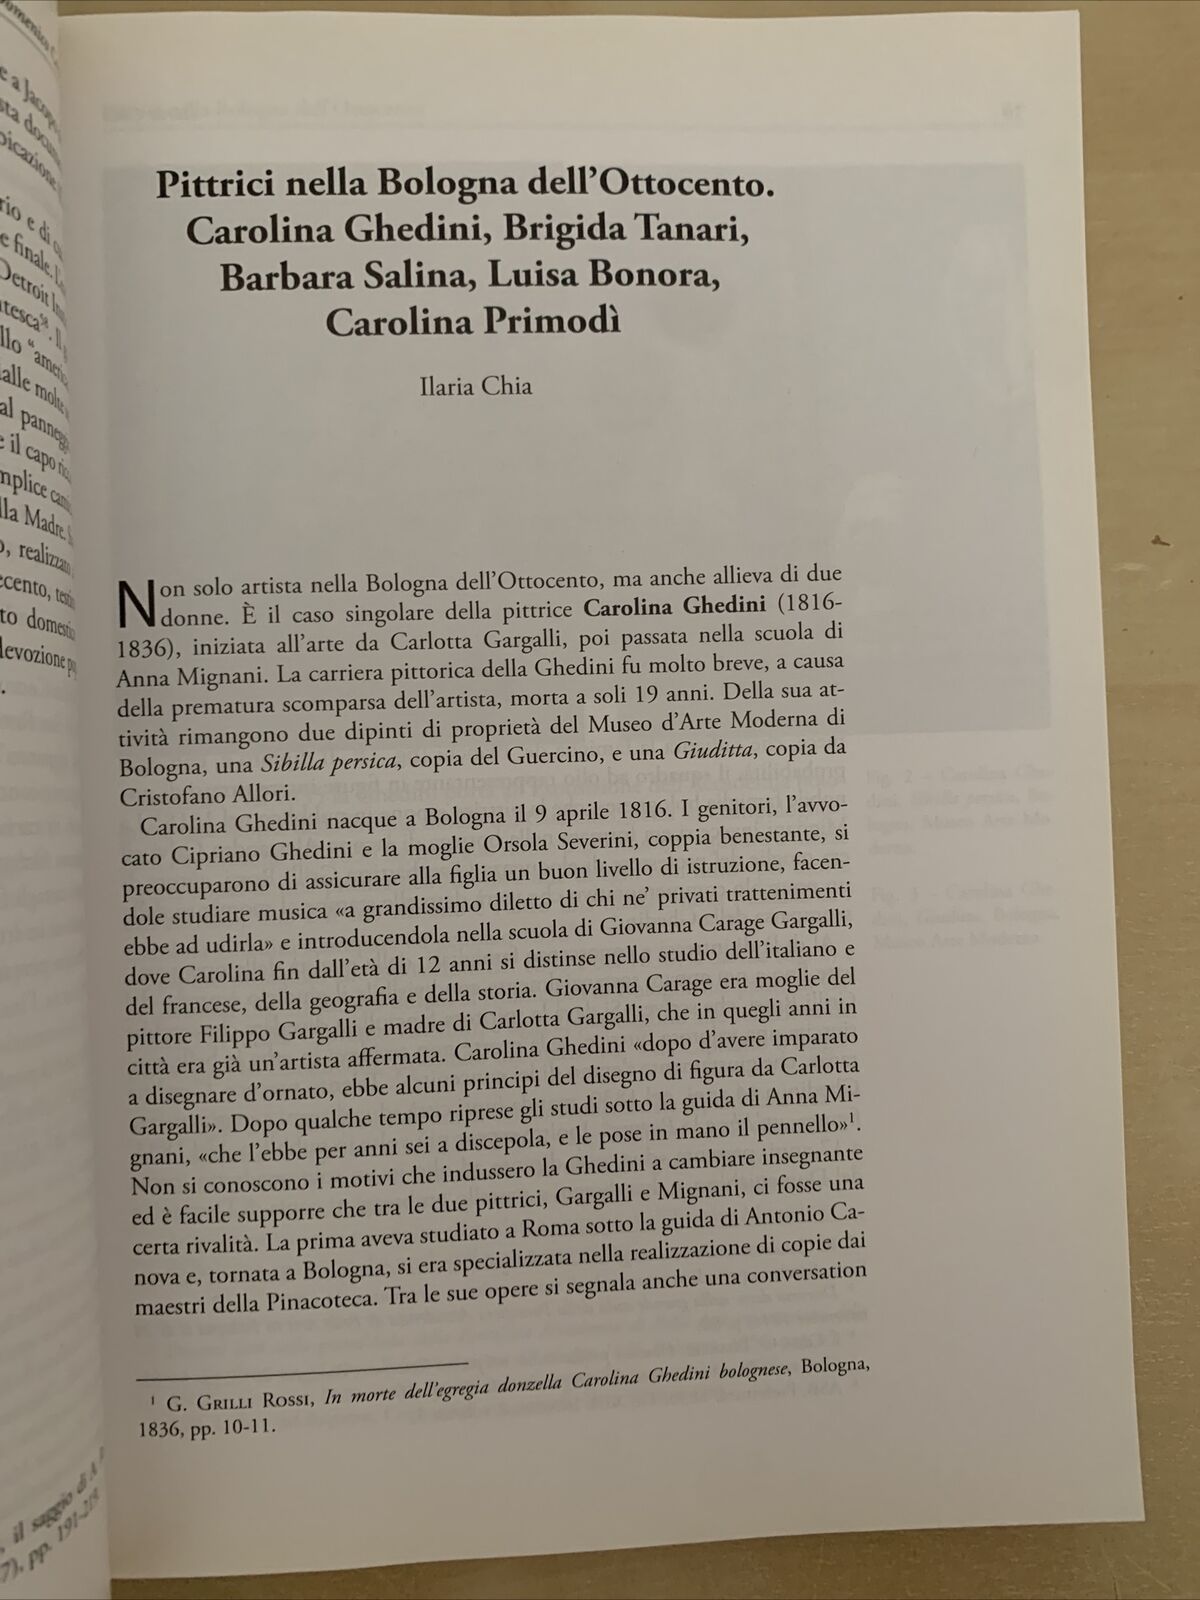 Pittrici nella Bologna dell'Ottocento.
Carolina Ghedini, Brigida Tanari,
Barbara Salina, Luisa Bonora,
Carolina Primodì
Ilaria Chia
Non solo artista nella Bologna dell'Ottocento, ma anche allieva di due
donne. È il caso singolare della pittrice Carolina Ghedini (1816-
1836), iniziata all'arte da Carlotta Gargalli, poi passata nella scuola di
Anna Mignani. La carriera pittorica della Ghedini fu molto breve, a causa
della prematura scomparsa dell'artista, morta a soli 19 anni. Della sua at-
tività rimangono due dipinti di proprietà del Museo d'Arte Moderna di
Bologna, una Sibilla persica, copia del Guercino, e una Giuditta, copia da
Cristofano Allori.
Carolina Ghedini nacque a Bologna il 9 aprile 1816. I genitori, l'avvo-
cato Cipriano Ghedini e la moglie Orsola Severini, coppia benestante, si
preoccuparono di assicurare alla figlia un buon livello di istruzione, facen-
dole studiare musica «a grandissimo diletto di chi ne' privati trattenimenti
ebbe ad udirla» e introducendola nella scuola di Giovanna Carage Gargalli,
dove Carolina fin dall'età di 12 anni si distinse nello studio dell'italiano e
del francese, della geografia e della storia. Giovanna Carage era moglie del
pittore Filippo Gargalli e madre di Carlotta Gargalli, che in quegli anni in
città era già un'artista affermata. Carolina Ghedini «dopo d'avere imparato
a disegnare d'ornato, ebbe alcuni principi del disegno di figura da Carlotta
Gargalli». Dopo qualche tempo riprese gli studi sotto la guida di Anna Mi-
gnani, «che l'ebbe per anni sei a discepola, e le pose in mano il pennello»¹.
Non si conoscono i motivi che indussero la Ghedini a cambiare insegnante
ed è facile supporre che tra le due pittrici, Gargalli e Mignani, ci fosse una
certa rivalità. La prima aveva studiato a Roma sotto la guida di Antonio Ca-
nova e, tornata a Bologna, si era specializzata nella realizzazione di copie dai
maestri della Pinacoteca. Tra le sue opere si segnala anche una conversation
¹ G. Grilli Rossi, In morte dell'egregia donzella Carolina Ghedini bolognese, Bologna,
1836, pp. 10-11.